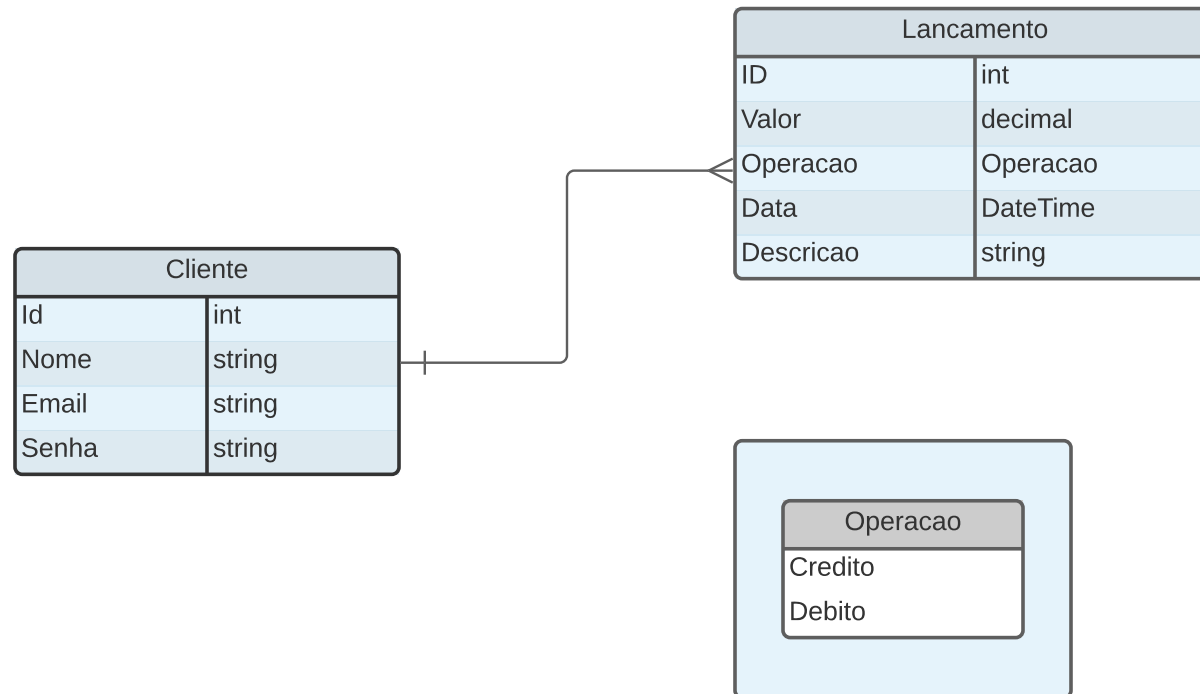 Lancamento
ID int
Valor decimal
Operacao Operacao
Data DateTime
Descricao string
Cliente
Id int
Nome string
Email string
Senha string
Operacao
Credito
Debito